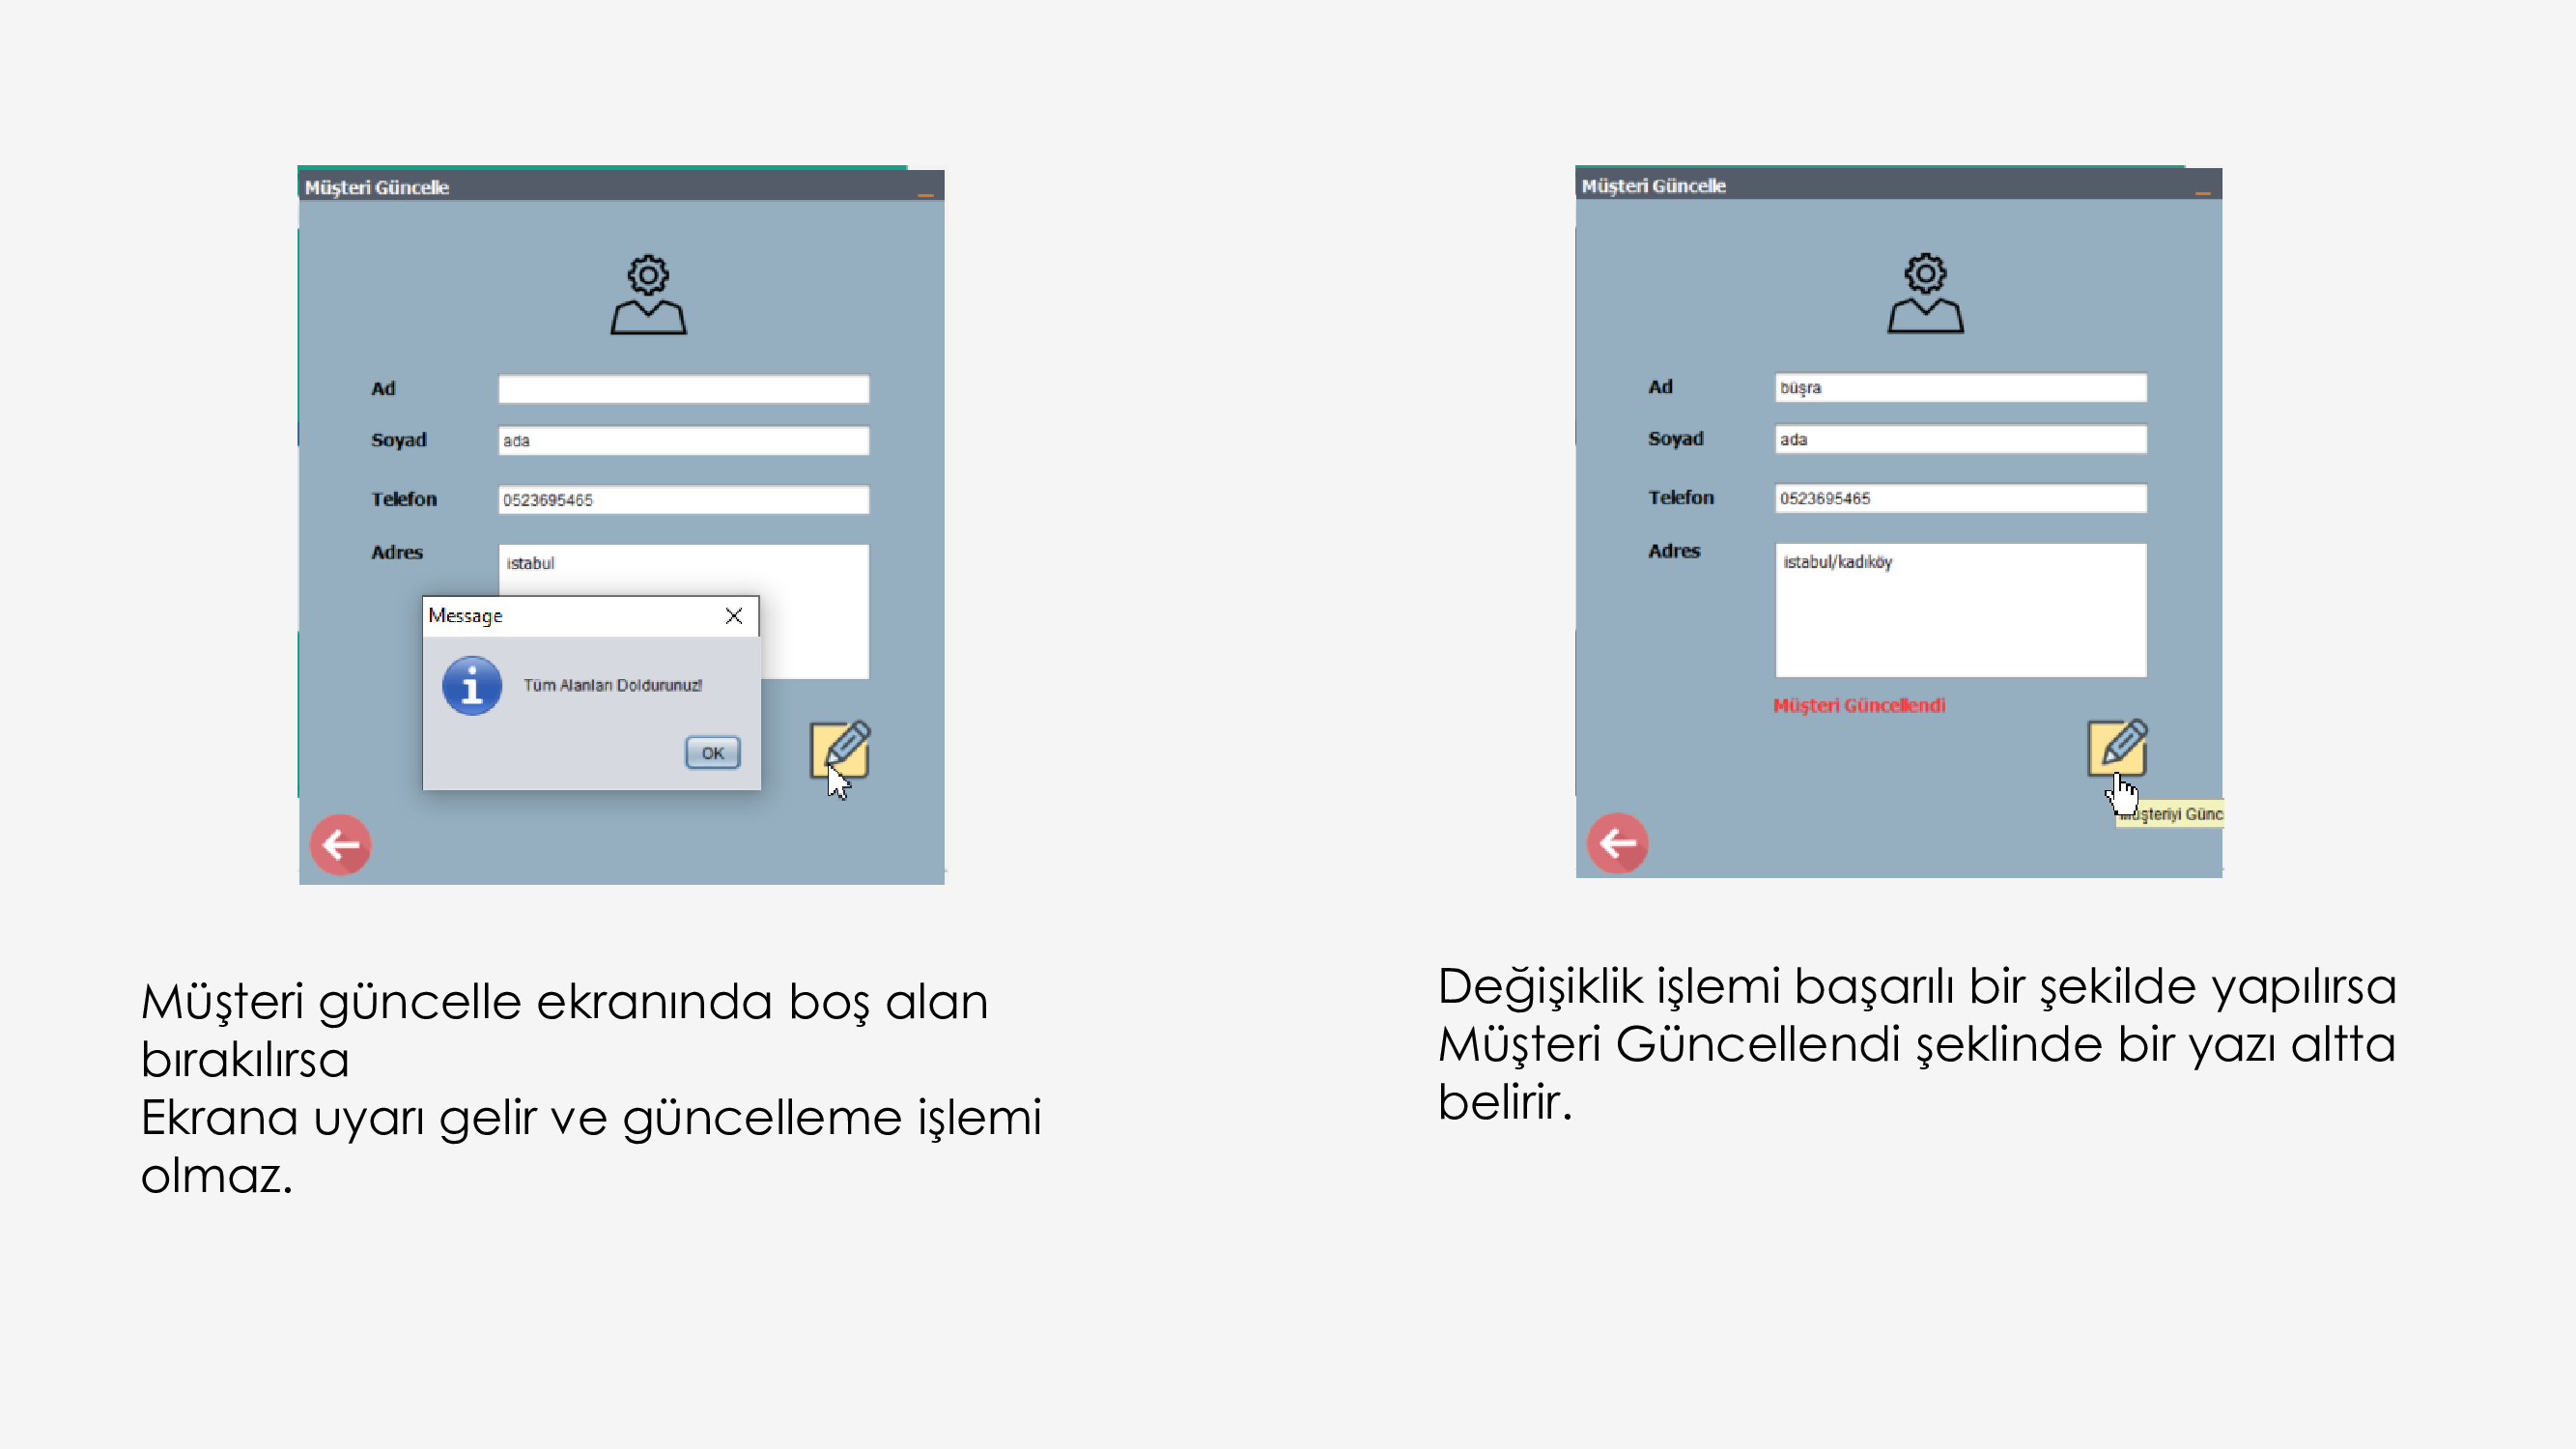 Müşteri Güncelle
Ad
Soyad
ada
Telefon
0523695465
Adres
istabul
Message
Tüm Alanları Doldurunuz!
OK
Müşteri güncelle ekranında boş alan
bırakılırsa
Ekrana uyarı gelir ve güncelleme işlemi
olmaz.
Müşteri Güncelle
Ad
büşra
Soyad
ada
Telefon
0523695465
Adres
istabul/kadıköy
Müşteri Güncellendi
Müşteriyi Günc
Değişiklik işlemi başarılı bir şekilde yapılırsa
Müşteri Güncellendi şeklinde bir yazı altta
belirir.